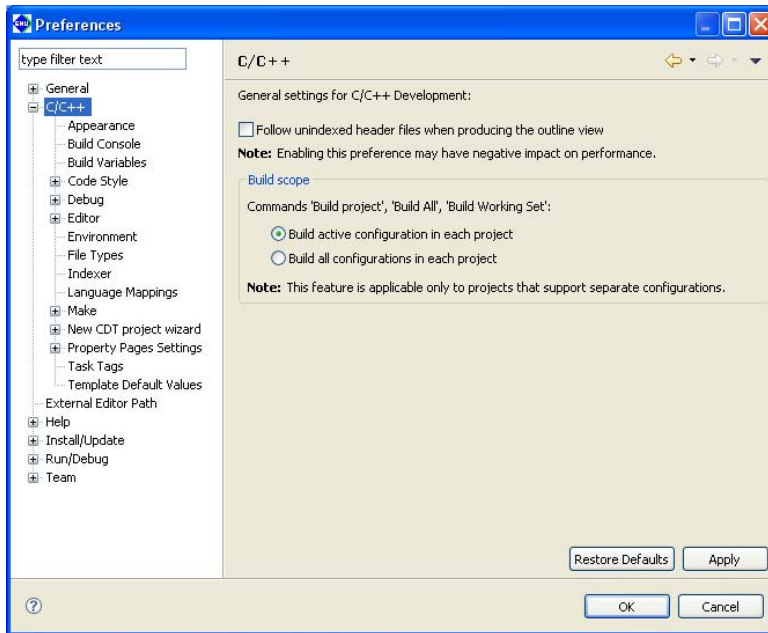 Preferences
type filter text
General
C/C++
Appearance
Build Console
Build Variables
Code Style
Debug
Editor
Environment
File Types
Indexer
Language Mappings
Make
New CDT project wizard
Property Pages Settings
Task Tags
Template Default Values
External Editor Path
Help
Install/Update
Run/Debug
Team
C/C++
General settings for C/C++ Development:
Follow unindexed header files when producing the outline view
Note: Enabling this preference may have negative impact on performance.
Build scope
Commands 'Build project', 'Build All', 'Build Working Set':
Build active configuration in each project
Build all configurations in each project
Note: This feature is applicable only to projects that support separate configurations.
Restore Defaults Apply
? OK Cancel